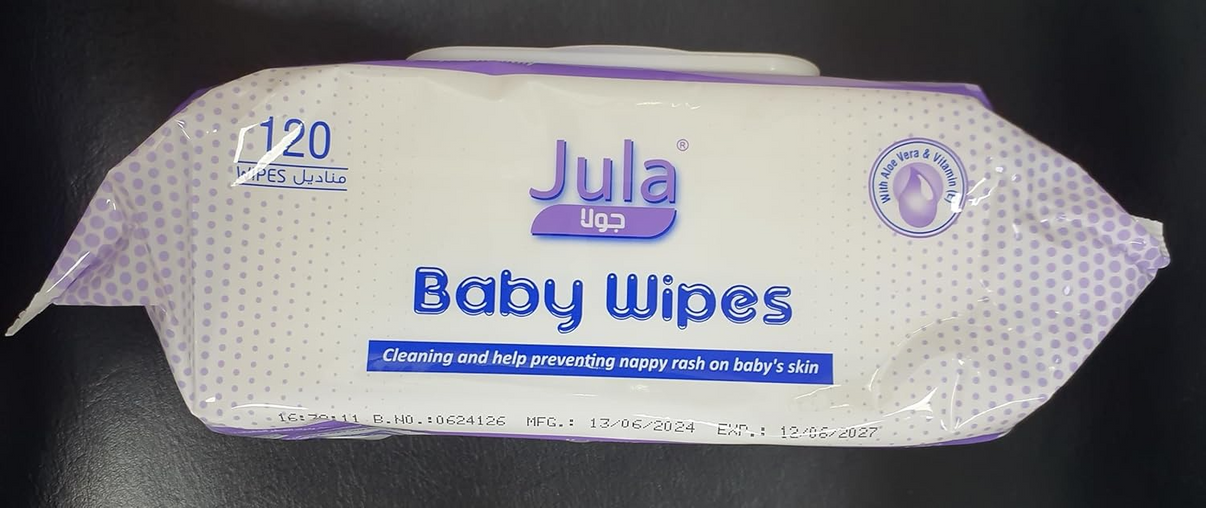 120
WIPES مناديل
Jula®
جولا
With Aloe Vera & Vitamin (E)
Baby Wipes
Cleaning and help preventing nappy rash on baby's skin
B.NO.:0624126 MFG.: 13/06/2024 EXP.: 12/06/2027